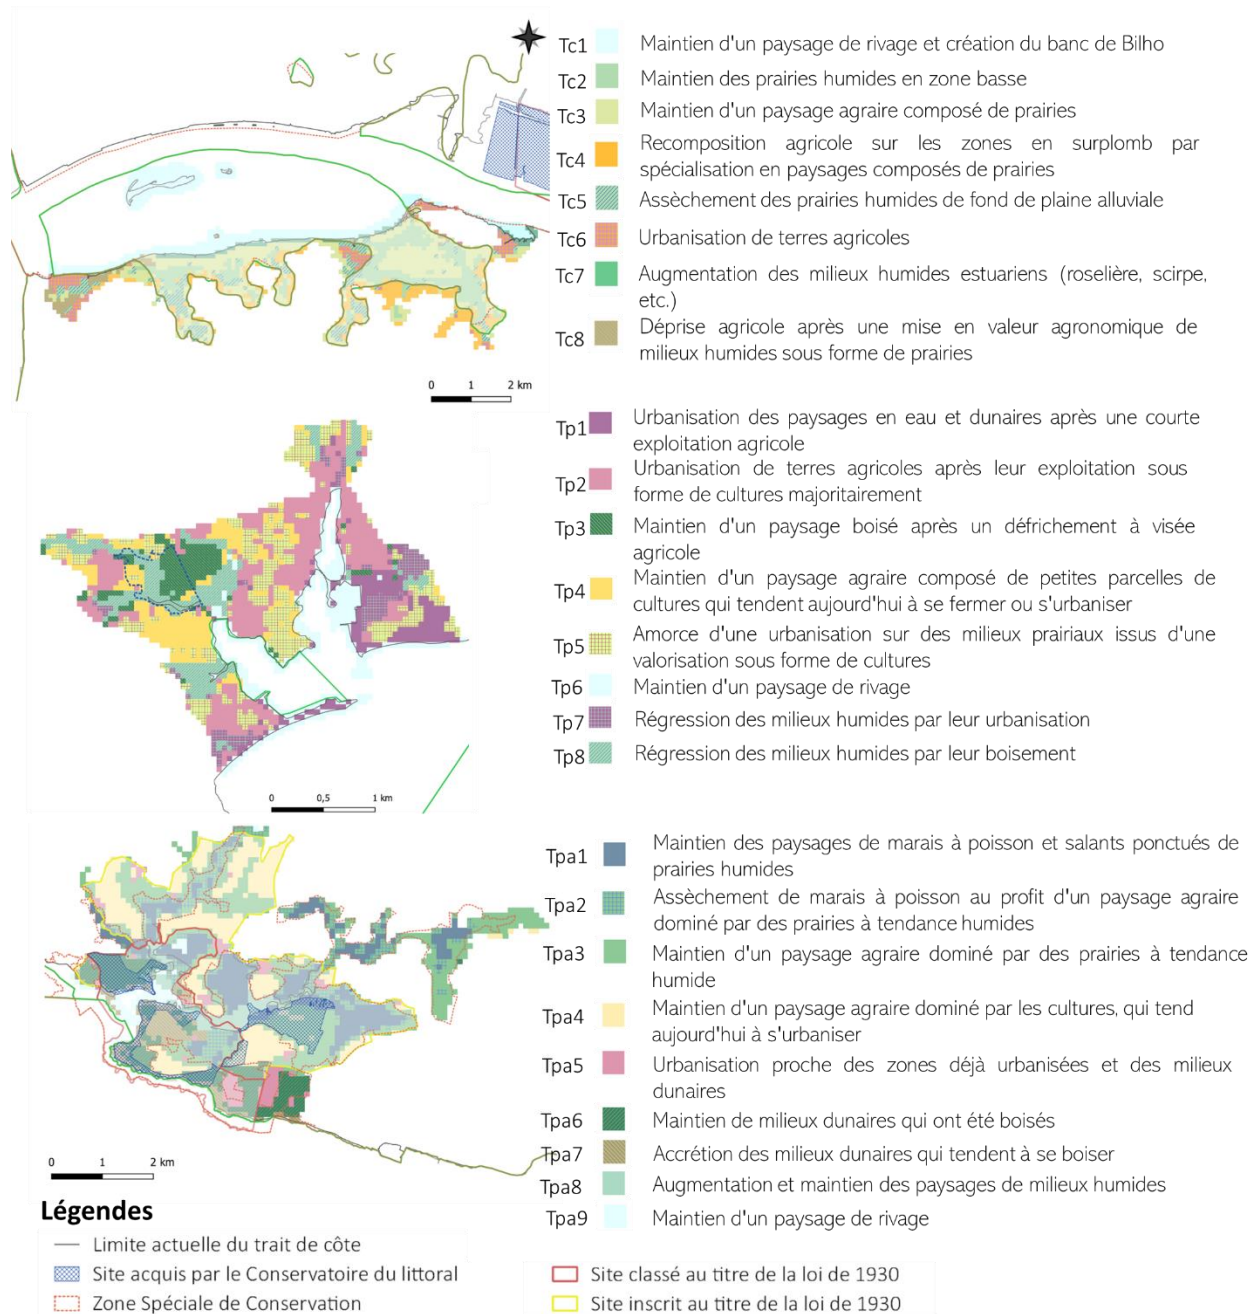 Tc1 Maintien d'un paysage de rivage et création du banc de Bilho
Tc2 Maintien des prairies humides en zone basse
Tc3 Maintien d'un paysage agraire composé de prairies
Tc4 Recomposition agricole sur les zones en surplomb par
spécialisation en paysages composés de prairies
Tc5 Assèchement des prairies humides de fond de plaine alluviale
Tc6 Urbanisation de terres agricoles
Tc7 Augmentation des milieux humides estuariens (roselière, scirpe,
etc.)
Tc8 Déprise agricole après une mise en valeur agronomique de
milieux humides sous forme de prairies
0 1 2 km
Tp1 Urbanisation des paysages en eau et dunaires après une courte
exploitation agricole
Tp2 Urbanisation de terres agricoles après leur exploitation sous
forme de cultures majoritairement
Tp3 Maintien d'un paysage boisé après un défrichement à visée
agricole
Tp4 Maintien d'un paysage agraire composé de petites parcelles de
cultures qui tendent aujourd'hui à se fermer ou s'urbaniser
Tp5 Amorce d'une urbanisation sur des milieux prairiaux issus d'une
valorisation sous forme de cultures
Tp6 Maintien d'un paysage de rivage
Tp7 Régression des milieux humides par leur urbanisation
Tp8 Régression des milieux humides par leur boisement
0 0,5 1 km
Tpa1 Maintien des paysages de marais à poisson et salants ponctués de
prairies humides
Tpa2 Assèchement de marais à poisson au profit d'un paysage agraire
dominé par des prairies à tendance humides
Tpa3 Maintien d'un paysage agraire dominé par des prairies à tendance
humide
Tpa4 Maintien d'un paysage agraire dominé par les cultures, qui tend
aujourd'hui à s'urbaniser
Tpa5 Urbanisation proche des zones déjà urbanisées et des milieux
dunaires
Tpa6 Maintien de milieux dunaires qui ont été boisés
Tpa7 Accrétion des milieux dunaires qui tendent à se boiser
Tpa8 Augmentation et maintien des paysages de milieux humides
Tpa9 Maintien d'un paysage de rivage
0 1 2 km
Légendes
Limite actuelle du trait de côte
Site acquis par le Conservatoire du littoral
Zone Spéciale de Conservation
Site classé au titre de la loi de 1930
Site inscrit au titre de la loi de 1930